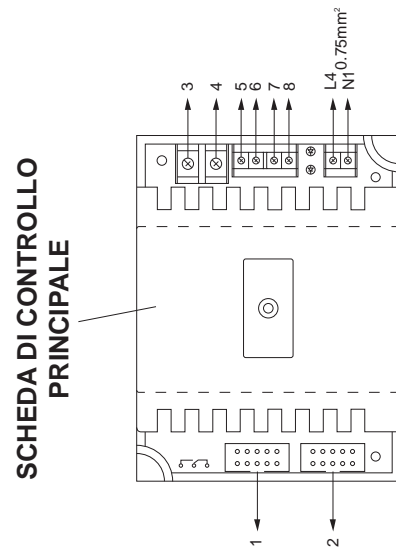 SCHEDA DI CONTROLLO
PRINCIPALE
3
4
5
6
7
8
L4
N1 0.75mm²
1
2